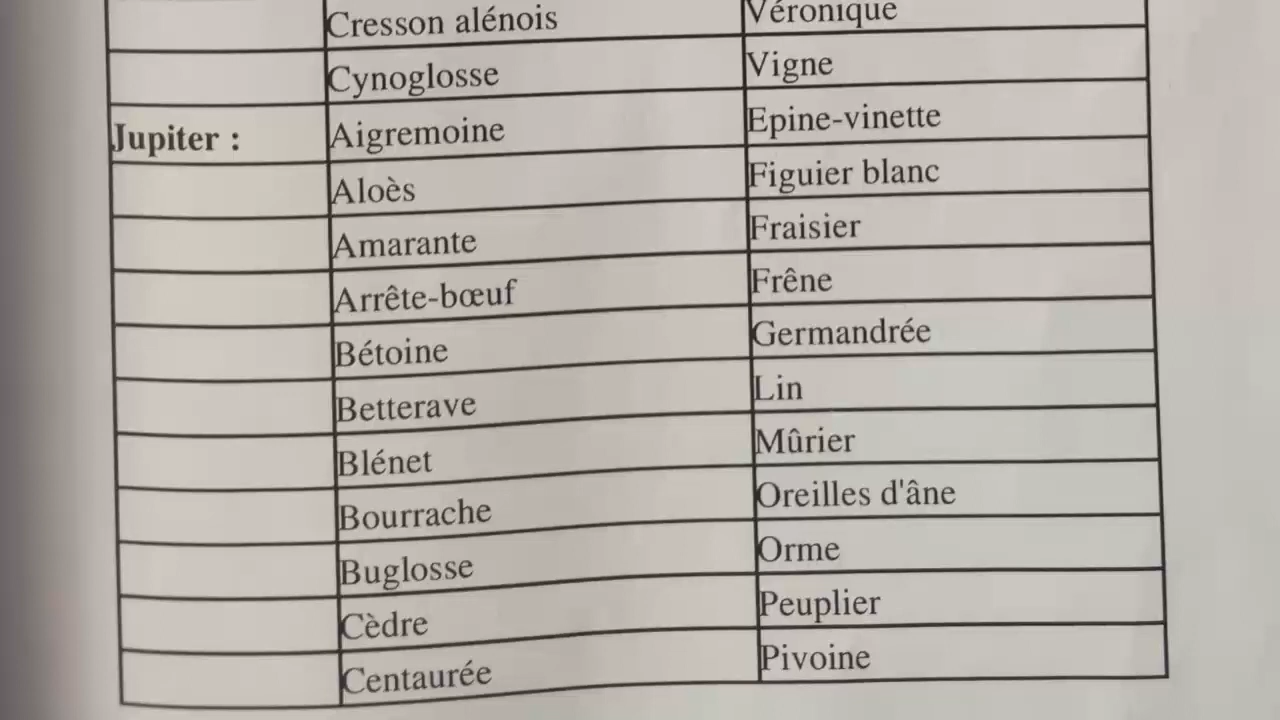 Cresson alénois Véronique
Cynoglosse Vigne
Jupiter : Aigremoine Epine-vinette
Aloès Figuier blanc
Amarante Fraisier
Arrête-bœuf Frêne
Bétoine Germandrée
Betterave Lin
Blénet Mûrier
Bourrache Oreilles d'âne
Buglosse Orme
Cèdre Peuplier
Centaurée Pivoine